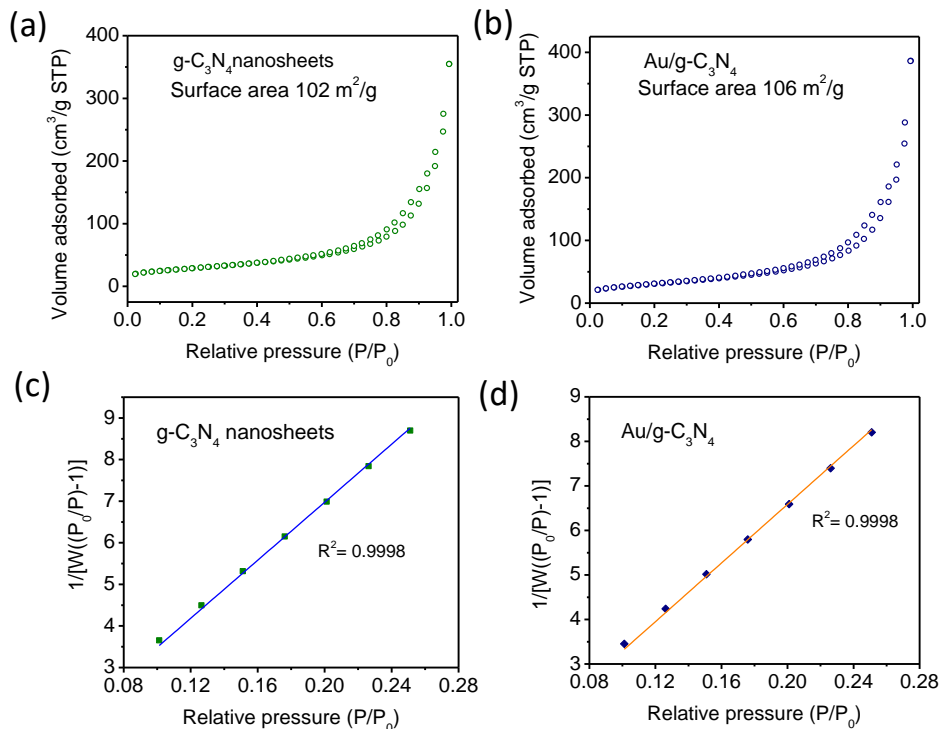 (a)
g-C₃N₄nanosheets
Surface area 102 m²/g
Volume adsorbed (cm³/g STP)
400
300
200
100
0
0.0
0.2
0.4
0.6
0.8
1.0
Relative pressure (P/P₀)
(b)
Au/g-C₃N₄
Surface area 106 m²/g
Volume adsorbed (cm³/g STP)
400
300
200
100
0
0.0
0.2
0.4
0.6
0.8
1.0
Relative pressure (P/P₀)
(c)
g-C₃N₄ nanosheets
R²= 0.9998
1/[W((P₀/P)-1)]
9
8
7
6
5
4
3
0.08
0.12
0.16
0.20
0.24
0.28
Relative pressure (P/P₀)
(d)
Au/g-C₃N₄
R²= 0.9998
1/[W((P₀/P)-1)]
9
8
7
6
5
4
3
0.08
0.12
0.16
0.20
0.24
0.28
Relative pressure (P/P₀)